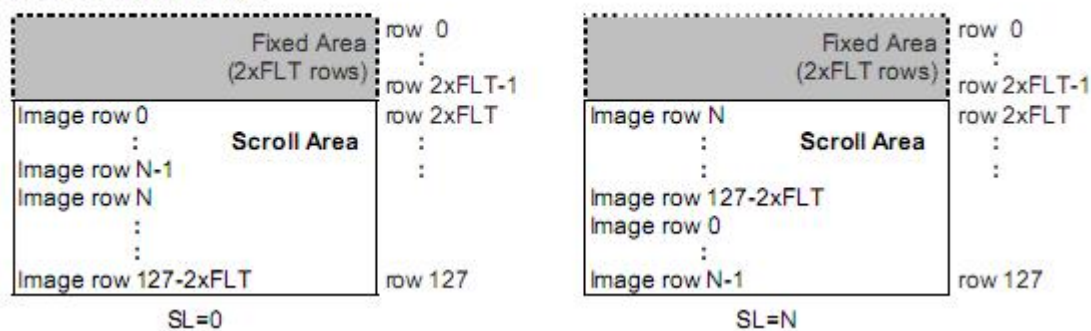 Fixed Area
(2xFLT rows)
row 0
:
row 2xFLT-1
Image row 0
row 2xFLT
:
Scroll Area
:
Image row N-1
:
Image row N
:
:
Image row 127-2xFLT
row 127
SL=0
Fixed Area
(2xFLT rows)
row 0
:
row 2xFLT-1
Image row N
row 2xFLT
:
Scroll Area
:
:
:
Image row 127-2xFLT
Image row 0
:
Image row N-1
row 127
SL=N